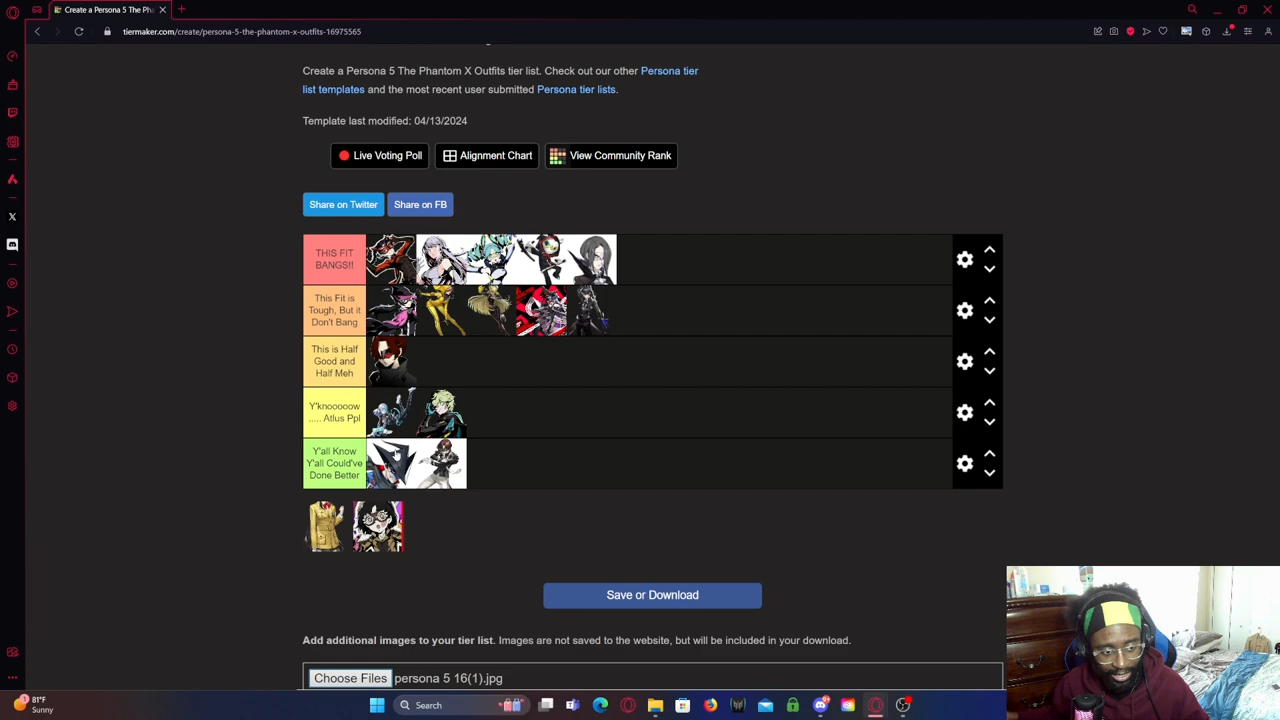 Create a Persona 5 The Pha
tiermaker.com/create/persona-5-the-phantom-x-outfits-16975565
Create a Persona 5 The Phantom X Outfits tier list. Check out our other Persona tier
list templates and the most recent user submitted Persona tier lists.
Template last modified: 04/13/2024
Live Voting Poll
Alignment Chart
View Community Rank
Share on Twitter
Share on FB
THIS FIT
BANGS!!
This Fit is
Tough, But it
Don't Bang
This is Half
Good and
Half Meh
Y'knooooow
..... Atlus Ppl
Y'all Know
Y'all Could've
Done Better
Save or Download
Add additional images to your tier list. Images are not saved to the website, but will be included in your download.
Choose Files persona 5 16(1).jpg
81°F
Sunny
Search